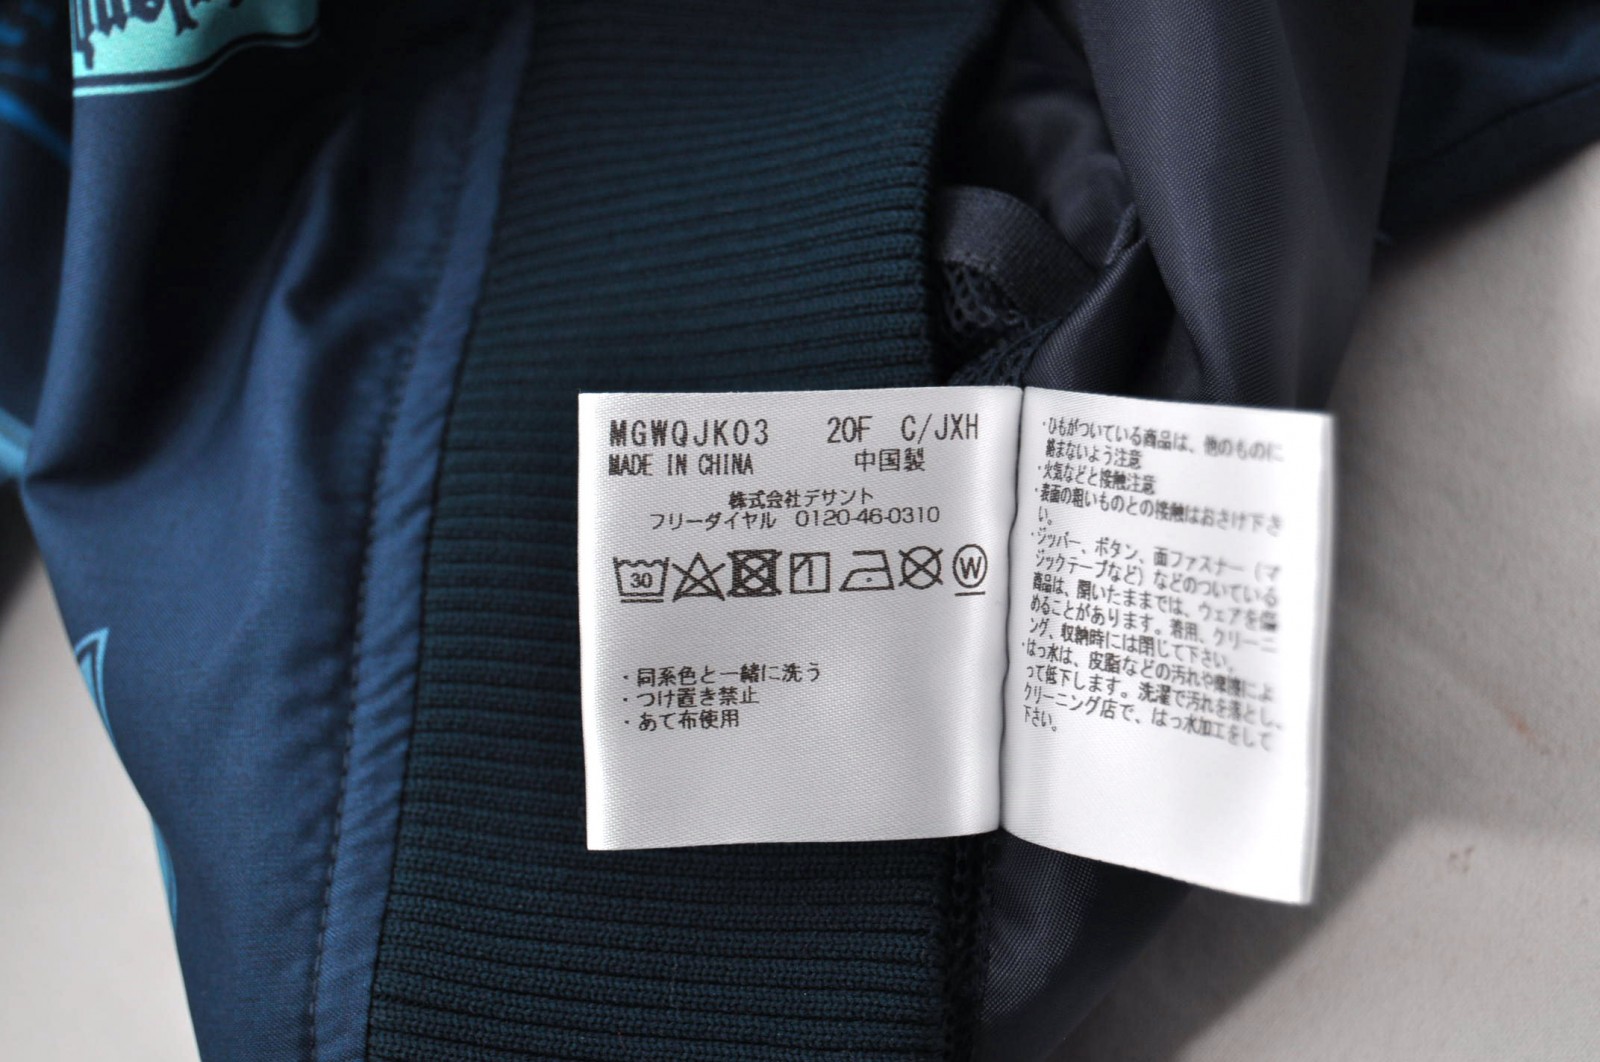 MGWQJK03 20F C/JXH
MADE IN CHINA 中国製
株式会社デサント
フリーダイヤル 0120-46-0310
30
W
・同系色と一緒に洗う
・つけ置き禁止
・あて布使用
・ひもがついている商品は、他のものに
絡まないよう注意
・火気などと接触注意
・表面の粗いものとの接触はおさけ下さ
い。
・ジッパー、ボタン、面ファスナー（マ
ジックテープなど）などのついている
商品は、開いたままでは、ウェアを傷
めることがあります。着用、クリーニ
ング、収納時には閉じて下さい。
・はっ水は、皮脂などの汚れや摩擦によ
って低下します。洗濯で汚れを落とし、
クリーニング店で、はっ水加工をして
下さい。